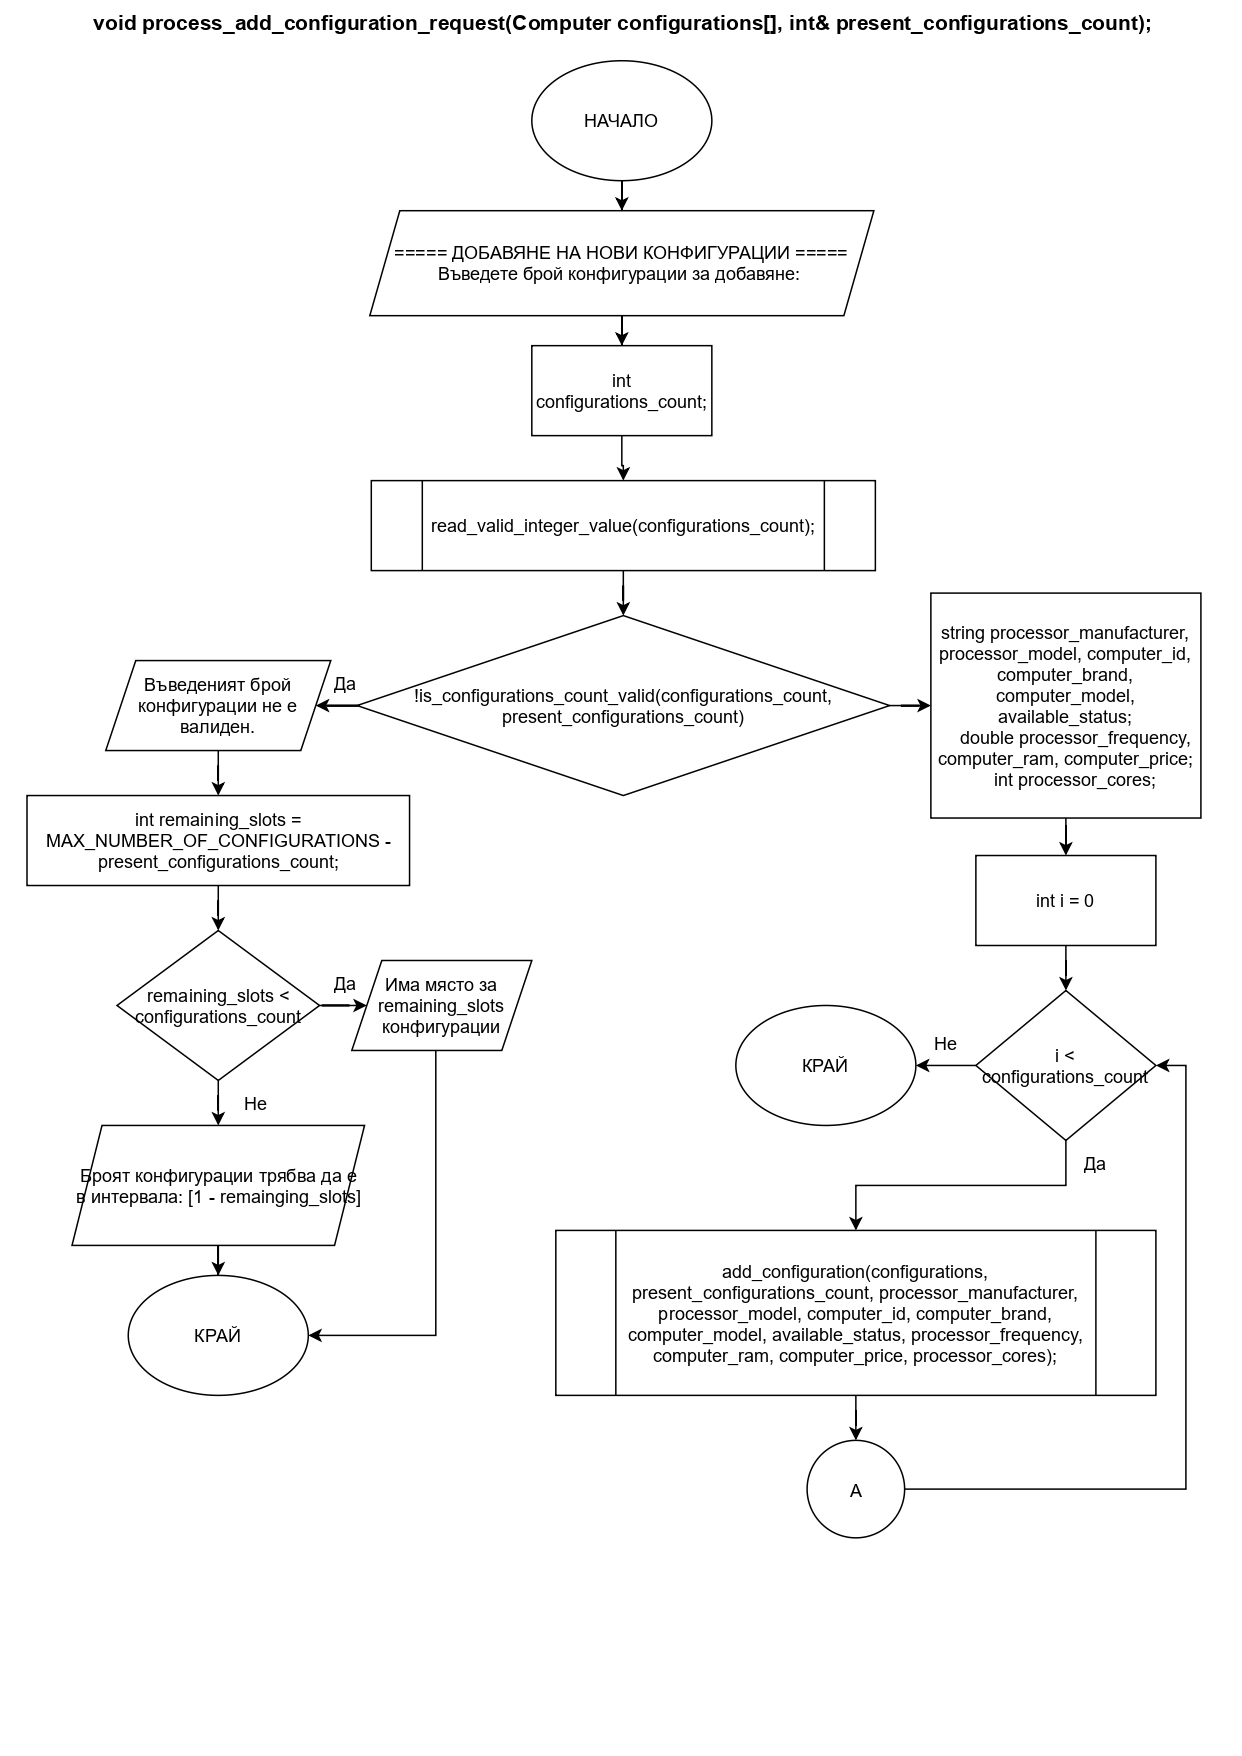 void process_add_configuration_request(Computer configurations[], int& present_configurations_count);
НАЧАЛО
===== ДОБАВЯНЕ НА НОВИ КОНФИГУРАЦИИ =====
Въведете брой конфигурации за добавяне:
int
configurations_count;
read_valid_integer_value(configurations_count);
!is_configurations_count_valid(configurations_count,
present_configurations_count)
Да
Въведеният брой
конфигурации не е
валиден.
int remaining_slots =
MAX_NUMBER_OF_CONFIGURATIONS -
present_configurations_count;
remaining_slots <
configurations_count
Да
Има място за
remaining_slots
конфигурации
Не
Броят конфигурации трябва да е
в интервала: [1 - remainging_slots]
КРАЙ
string processor_manufacturer,
processor_model, computer_id,
computer_brand,
computer_model,
available_status;
double processor_frequency,
computer_ram, computer_price;
int processor_cores;
int i = 0
i <
configurations_count
Не
КРАЙ
Да
add_configuration(configurations,
present_configurations_count, processor_manufacturer,
processor_model, computer_id, computer_brand,
computer_model, available_status, processor_frequency,
computer_ram, computer_price, processor_cores);
A